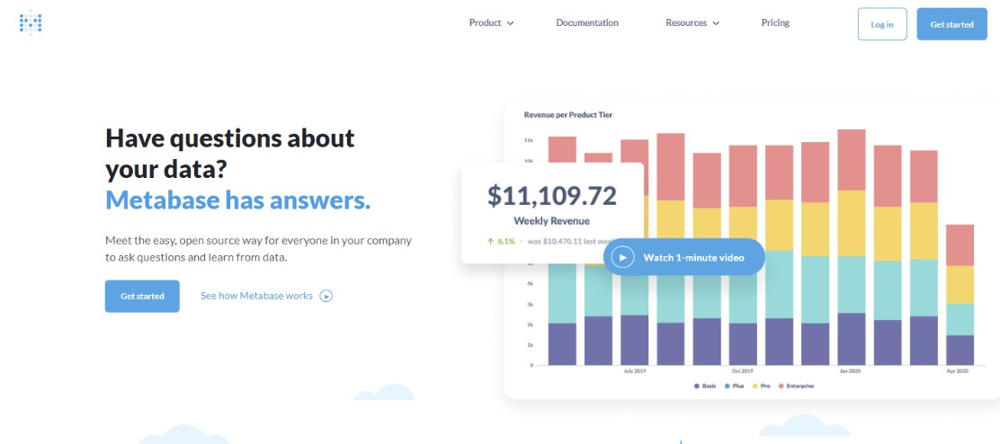 Product
Documentation
Resources
Pricing
Log in
Get started
Have questions about
your data?
Metabase has answers.
Meet the easy, open source way for everyone in your company
to ask questions and learn from data.
Get started
See how Metabase works
Revenue per Product Tier
11k
10k
$11,109.72
Weekly Revenue
6.1% · was $10,470.11 last week
Watch 1-minute video
4k
3k
2k
1k
0
July 2019
Oct 2019
Jan 2020
Apr 2020
Basic
Plus
Pro
Enterprise